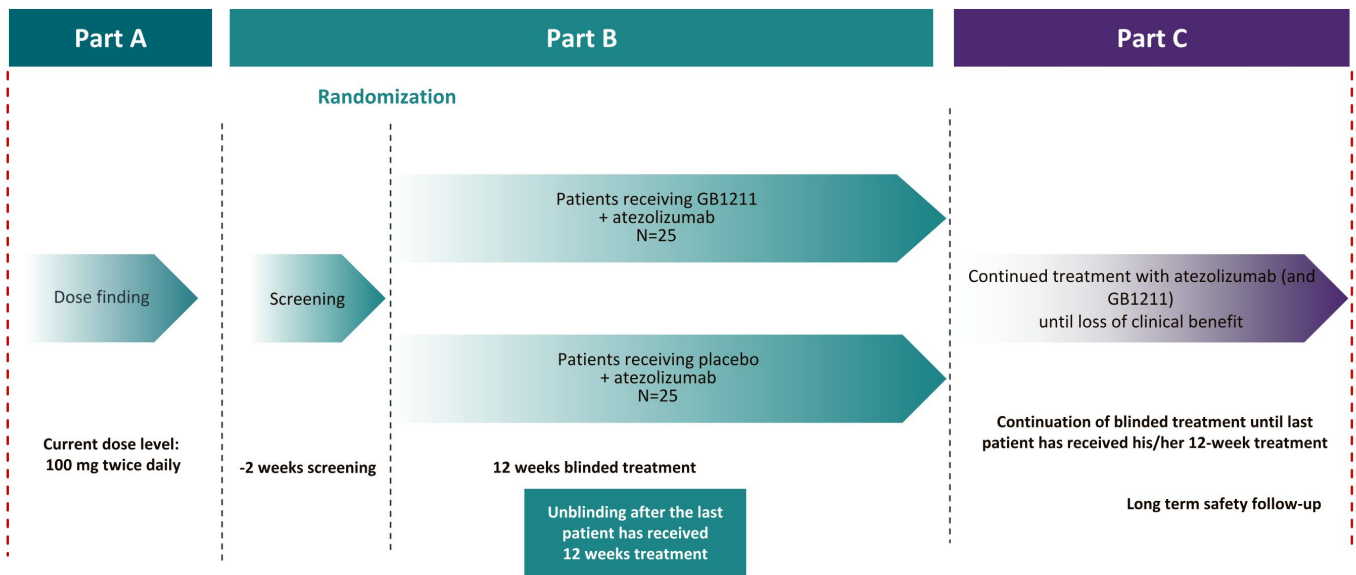 Part A
Part B
Part C
Randomization
Dose finding
Screening
Patients receiving GB1211
+ atezolizumab
N=25
Patients receiving placebo
+ atezolizumab
N=25
Continued treatment with atezolizumab (and
GB1211)
until loss of clinical benefit
Current dose level:
100 mg twice daily
-2 weeks screening
12 weeks blinded treatment
Unblinding after the last
patient has received
12 weeks treatment
Continuation of blinded treatment until last
patient has received his/her 12-week treatment
Long term safety follow-up